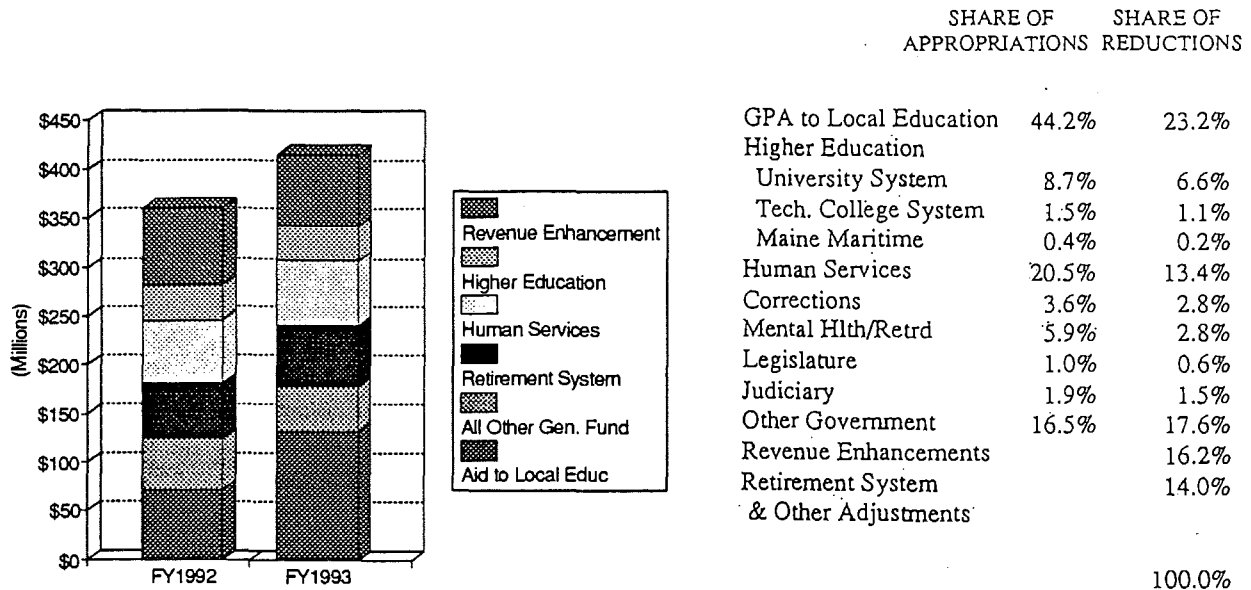 $450
$400
$350
$300
$250
$200
$150
$100
$50
$0
(Millions)
FY1992
FY1993
Revenue Enhancement
Higher Education
Human Services
Retirement System
All Other Gen. Fund
Aid to Local Educ
SHARE OF SHARE OF
APPROPRIATIONS REDUCTIONS
GPA to Local Education 44.2% 23.2%
Higher Education
University System 8.7% 6.6%
Tech. College System 1.5% 1.1%
Maine Maritime 0.4% 0.2%
Human Services 20.5% 13.4%
Corrections 3.6% 2.8%
Mental Hlth/Retrd 5.9% 2.8%
Legislature 1.0% 0.6%
Judiciary 1.9% 1.5%
Other Government 16.5% 17.6%
Revenue Enhancements 16.2%
Retirement System 14.0%
& Other Adjustments
100.0%